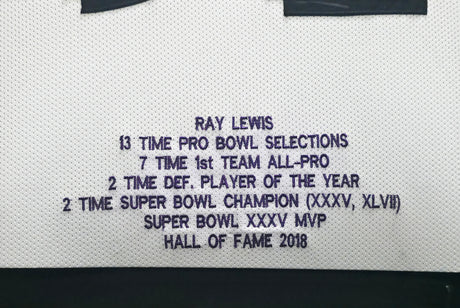 RAY LEWIS
13 TIME PRO BOWL SELECTIONS
7 TIME 1st TEAM ALL-PRO
2 TIME DEF. PLAYER OF THE YEAR
2 TIME SUPER BOWL CHAMPION (XXXV, XLVII)
SUPER BOWL XXXV MVP
HALL OF FAME 2018